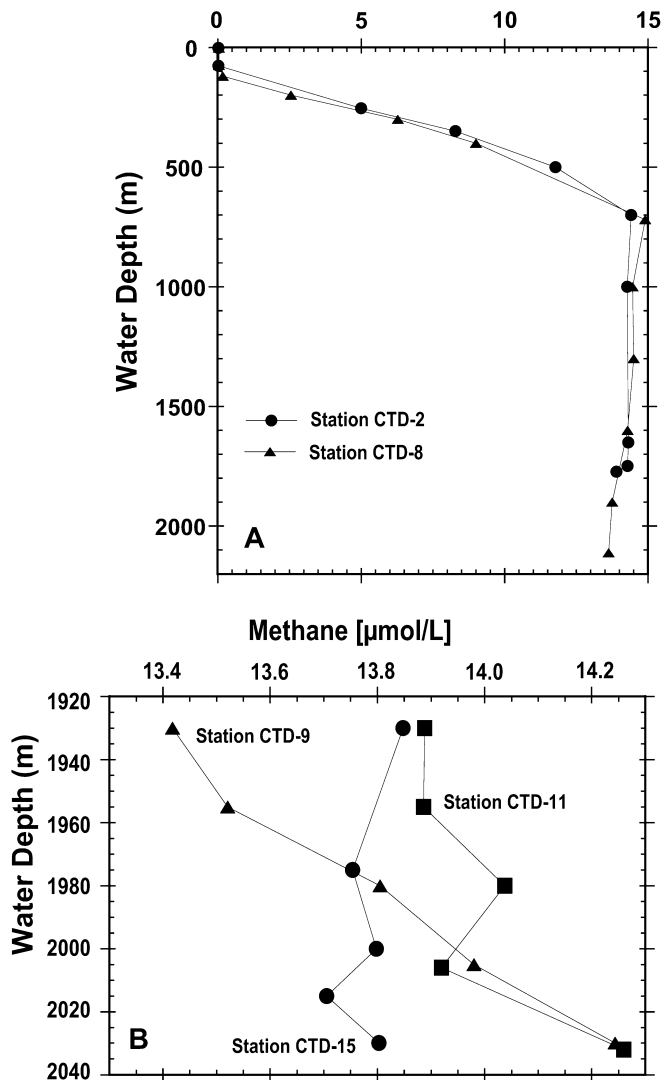 0 5 10 15
0
500
1000
1500
2000
Water Depth (m)
Station CTD-2
Station CTD-8
A
Methane [µmol/L]
13.4 13.6 13.8 14.0 14.2
1920
1940
1960
1980
2000
2020
2040
Water Depth (m)
Station CTD-9
Station CTD-11
Station CTD-15
B